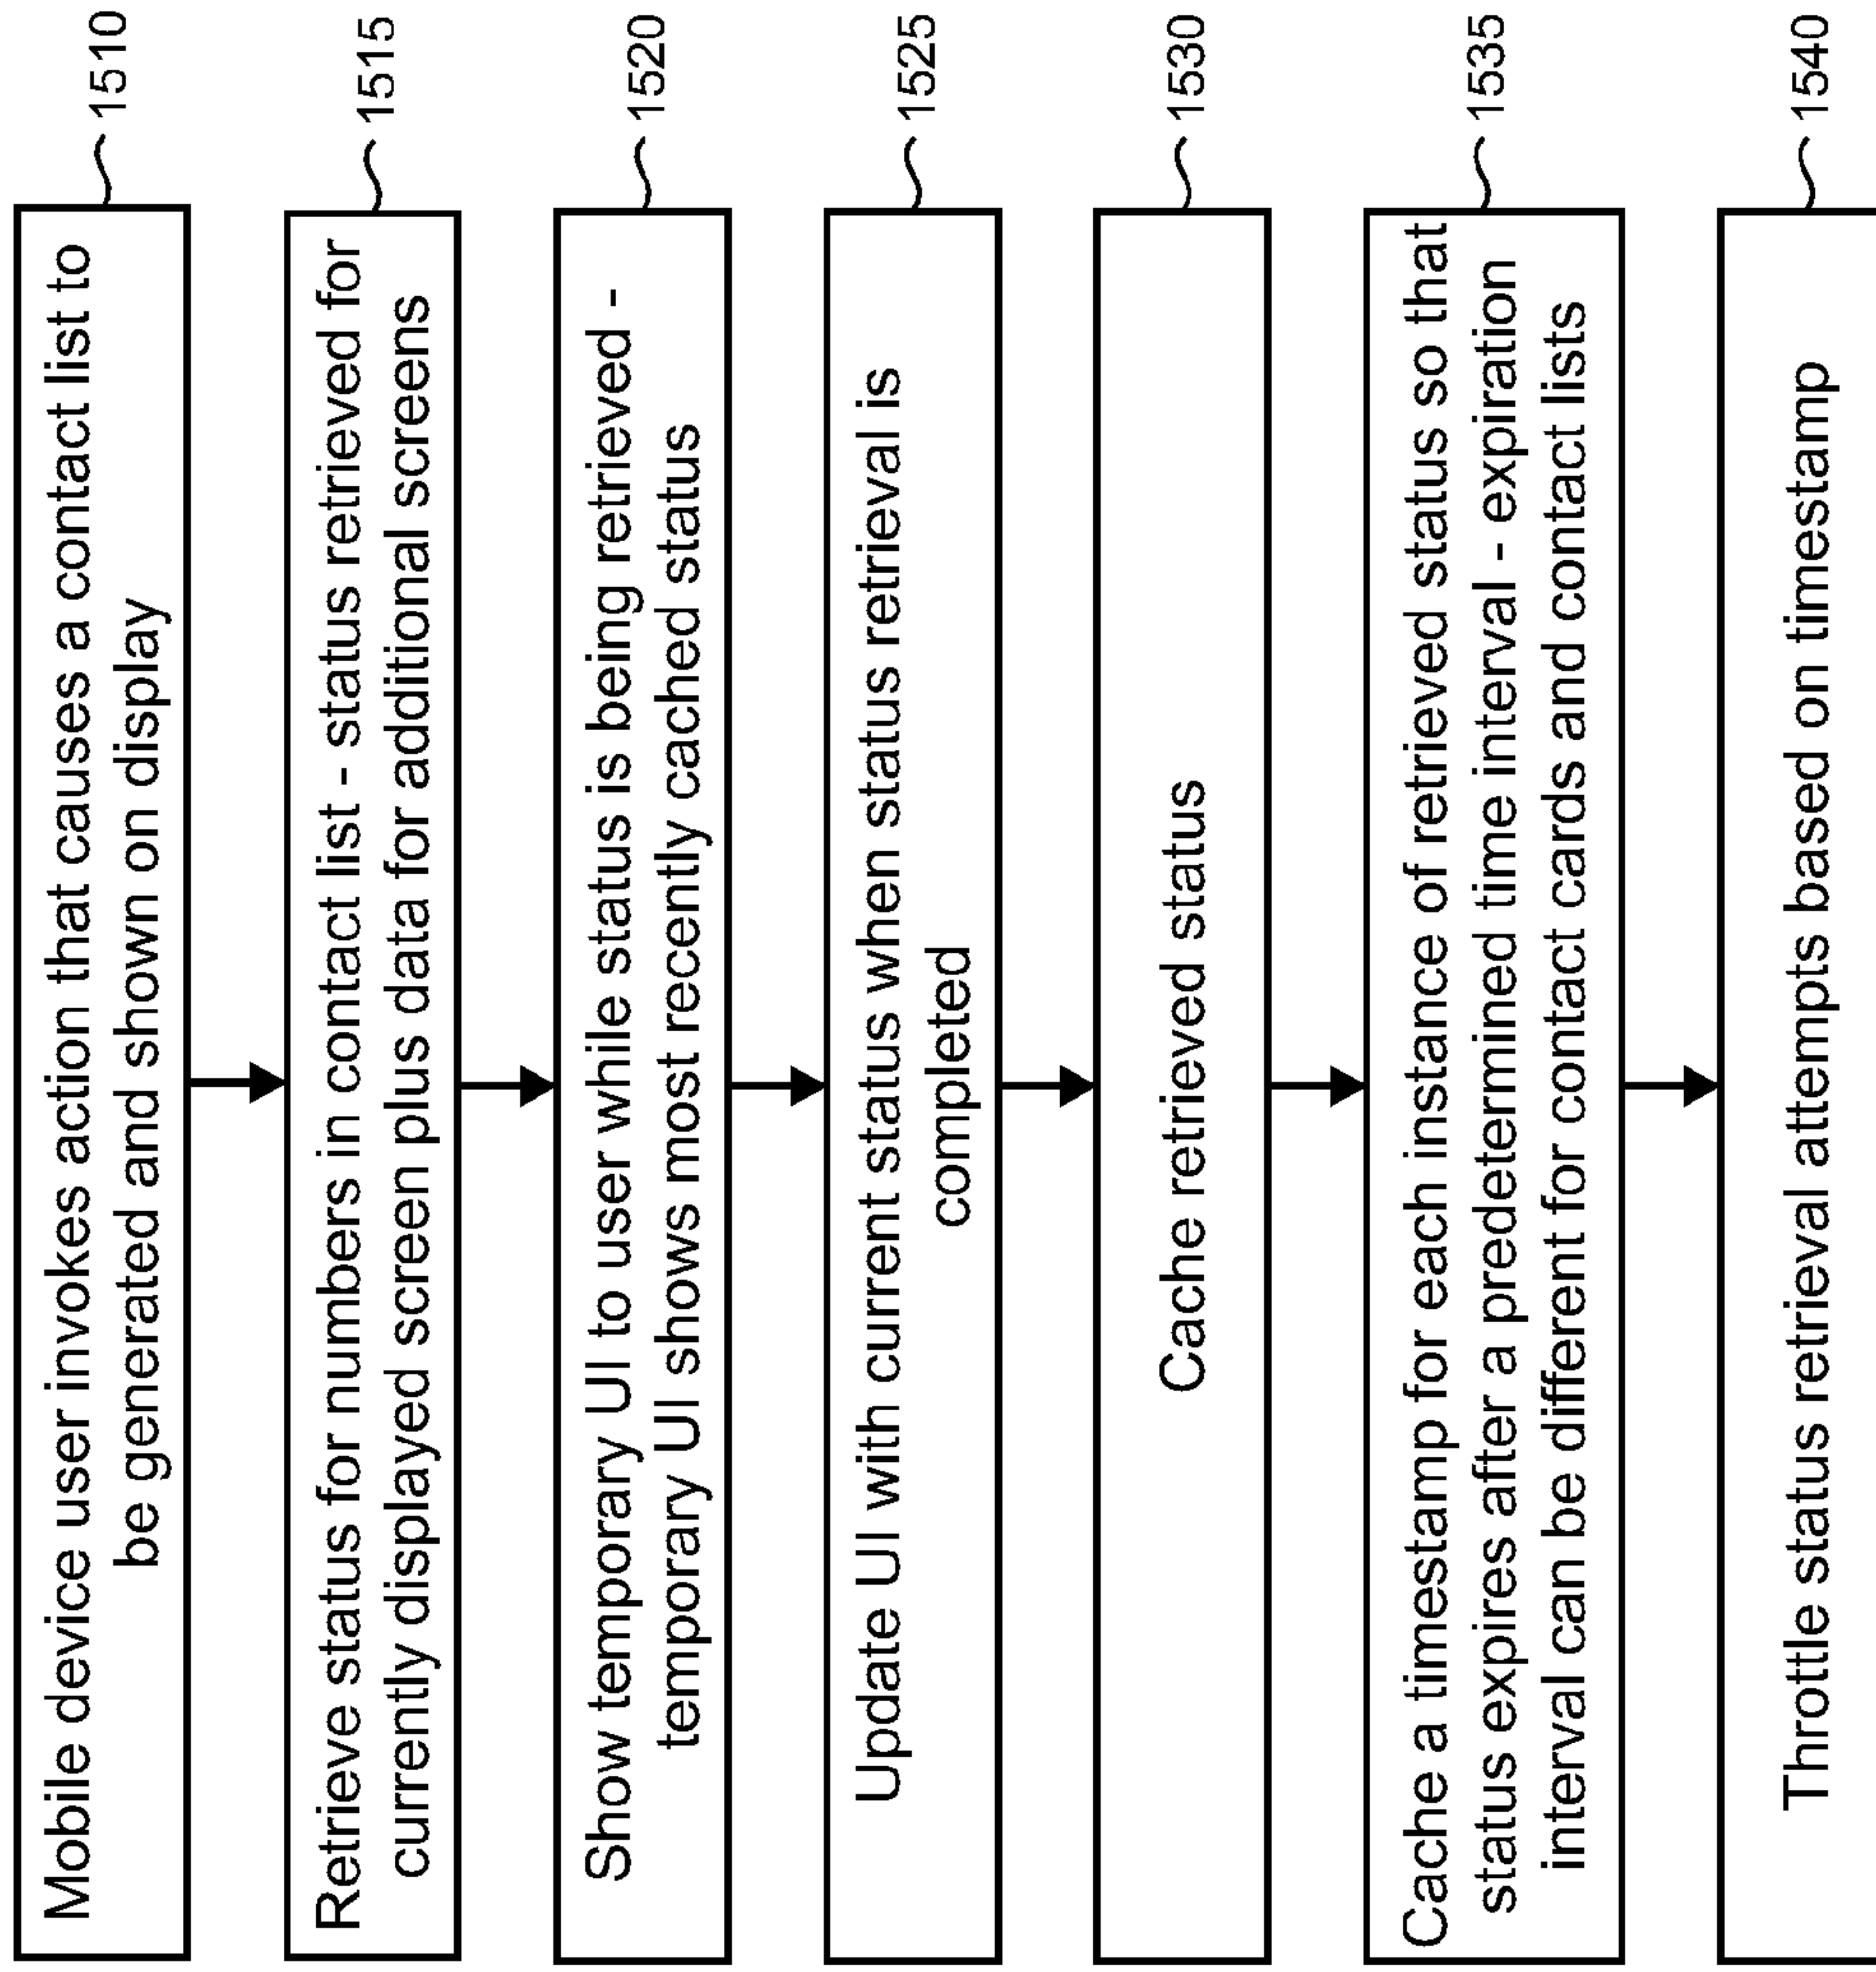 Mobile device user invokes action that causes a contact list to
be generated and shown on display
1510
Retrieve status for numbers in contact list - status retrieved for
currently displayed screen plus data for additional screens
1515
Show temporary UI to user while status is being retrieved -
temporary UI shows most recently cached status
1520
Update UI with current status when status retrieval is
completed
1525
Cache retrieved status
1530
Cache a timestamp for each instance of retrieved status so that
status expires after a predetermined time interval - expiration
interval can be different for contact cards and contact lists
1535
Throttle status retrieval attempts based on timestamp
1540